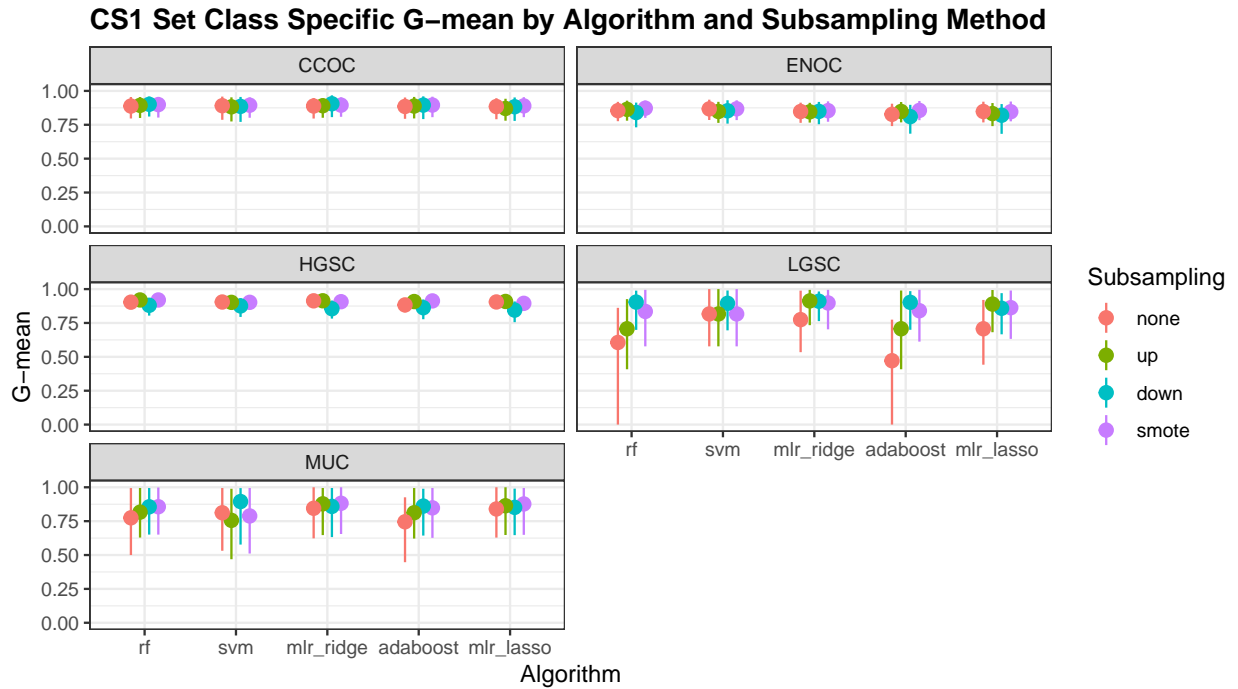 CS1 Set Class Specific G−mean by Algorithm and Subsampling Method
CCOC
ENOC
1.00
0.75
0.50
0.25
0.00
HGSC
LGSC
1.00
0.75
0.50
0.25
0.00
rf svm mlr_ridge adaboost mlr_lasso
MUC
1.00
0.75
0.50
0.25
0.00
rf svm mlr_ridge adaboost mlr_lasso
Algorithm
G−mean
Subsampling
none
up
down
smote